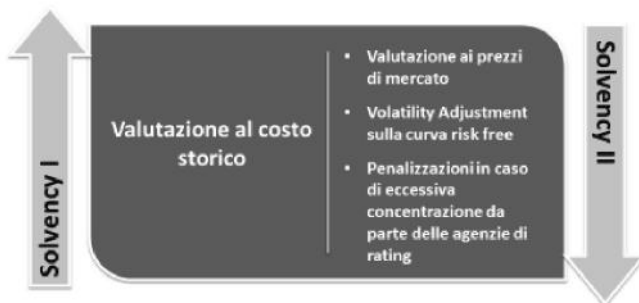 Solvency I
Valutazione al costo
storico
• Valutazione ai prezzi
di mercato
• Volatility Adjustment
sulla curva risk free
• Penalizzazioni in caso
di eccessiva
concentrazione da
parte delle agenzie di
rating
Solvency II